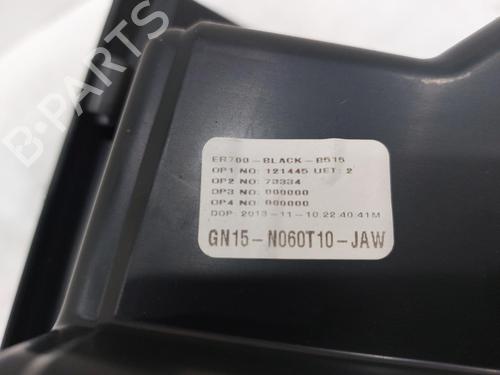 B-PARTS
ER700-BLACK-B515
OP1 NO: 121445 UET: 2
OP2 NO: 73334
OP3 NO: 000000
OP4 NO: 000000
DOP: 2013-11-10.22.40.41M
GN15-N060T10-JAW